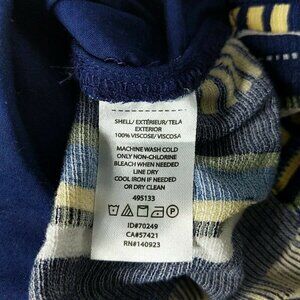 SHELL/ EXTÉRIEUR/ TELA
EXTERIOR
100% VISCOSE/ VISCOSA
MACHINE WASH COLD
ONLY NON-CHLORINE
BLEACH WHEN NEEDED
LINE DRY
COOL IRON IF NEEDED
OR DRY CLEAN
495133
ID#70249
CA#57421
RN#140923